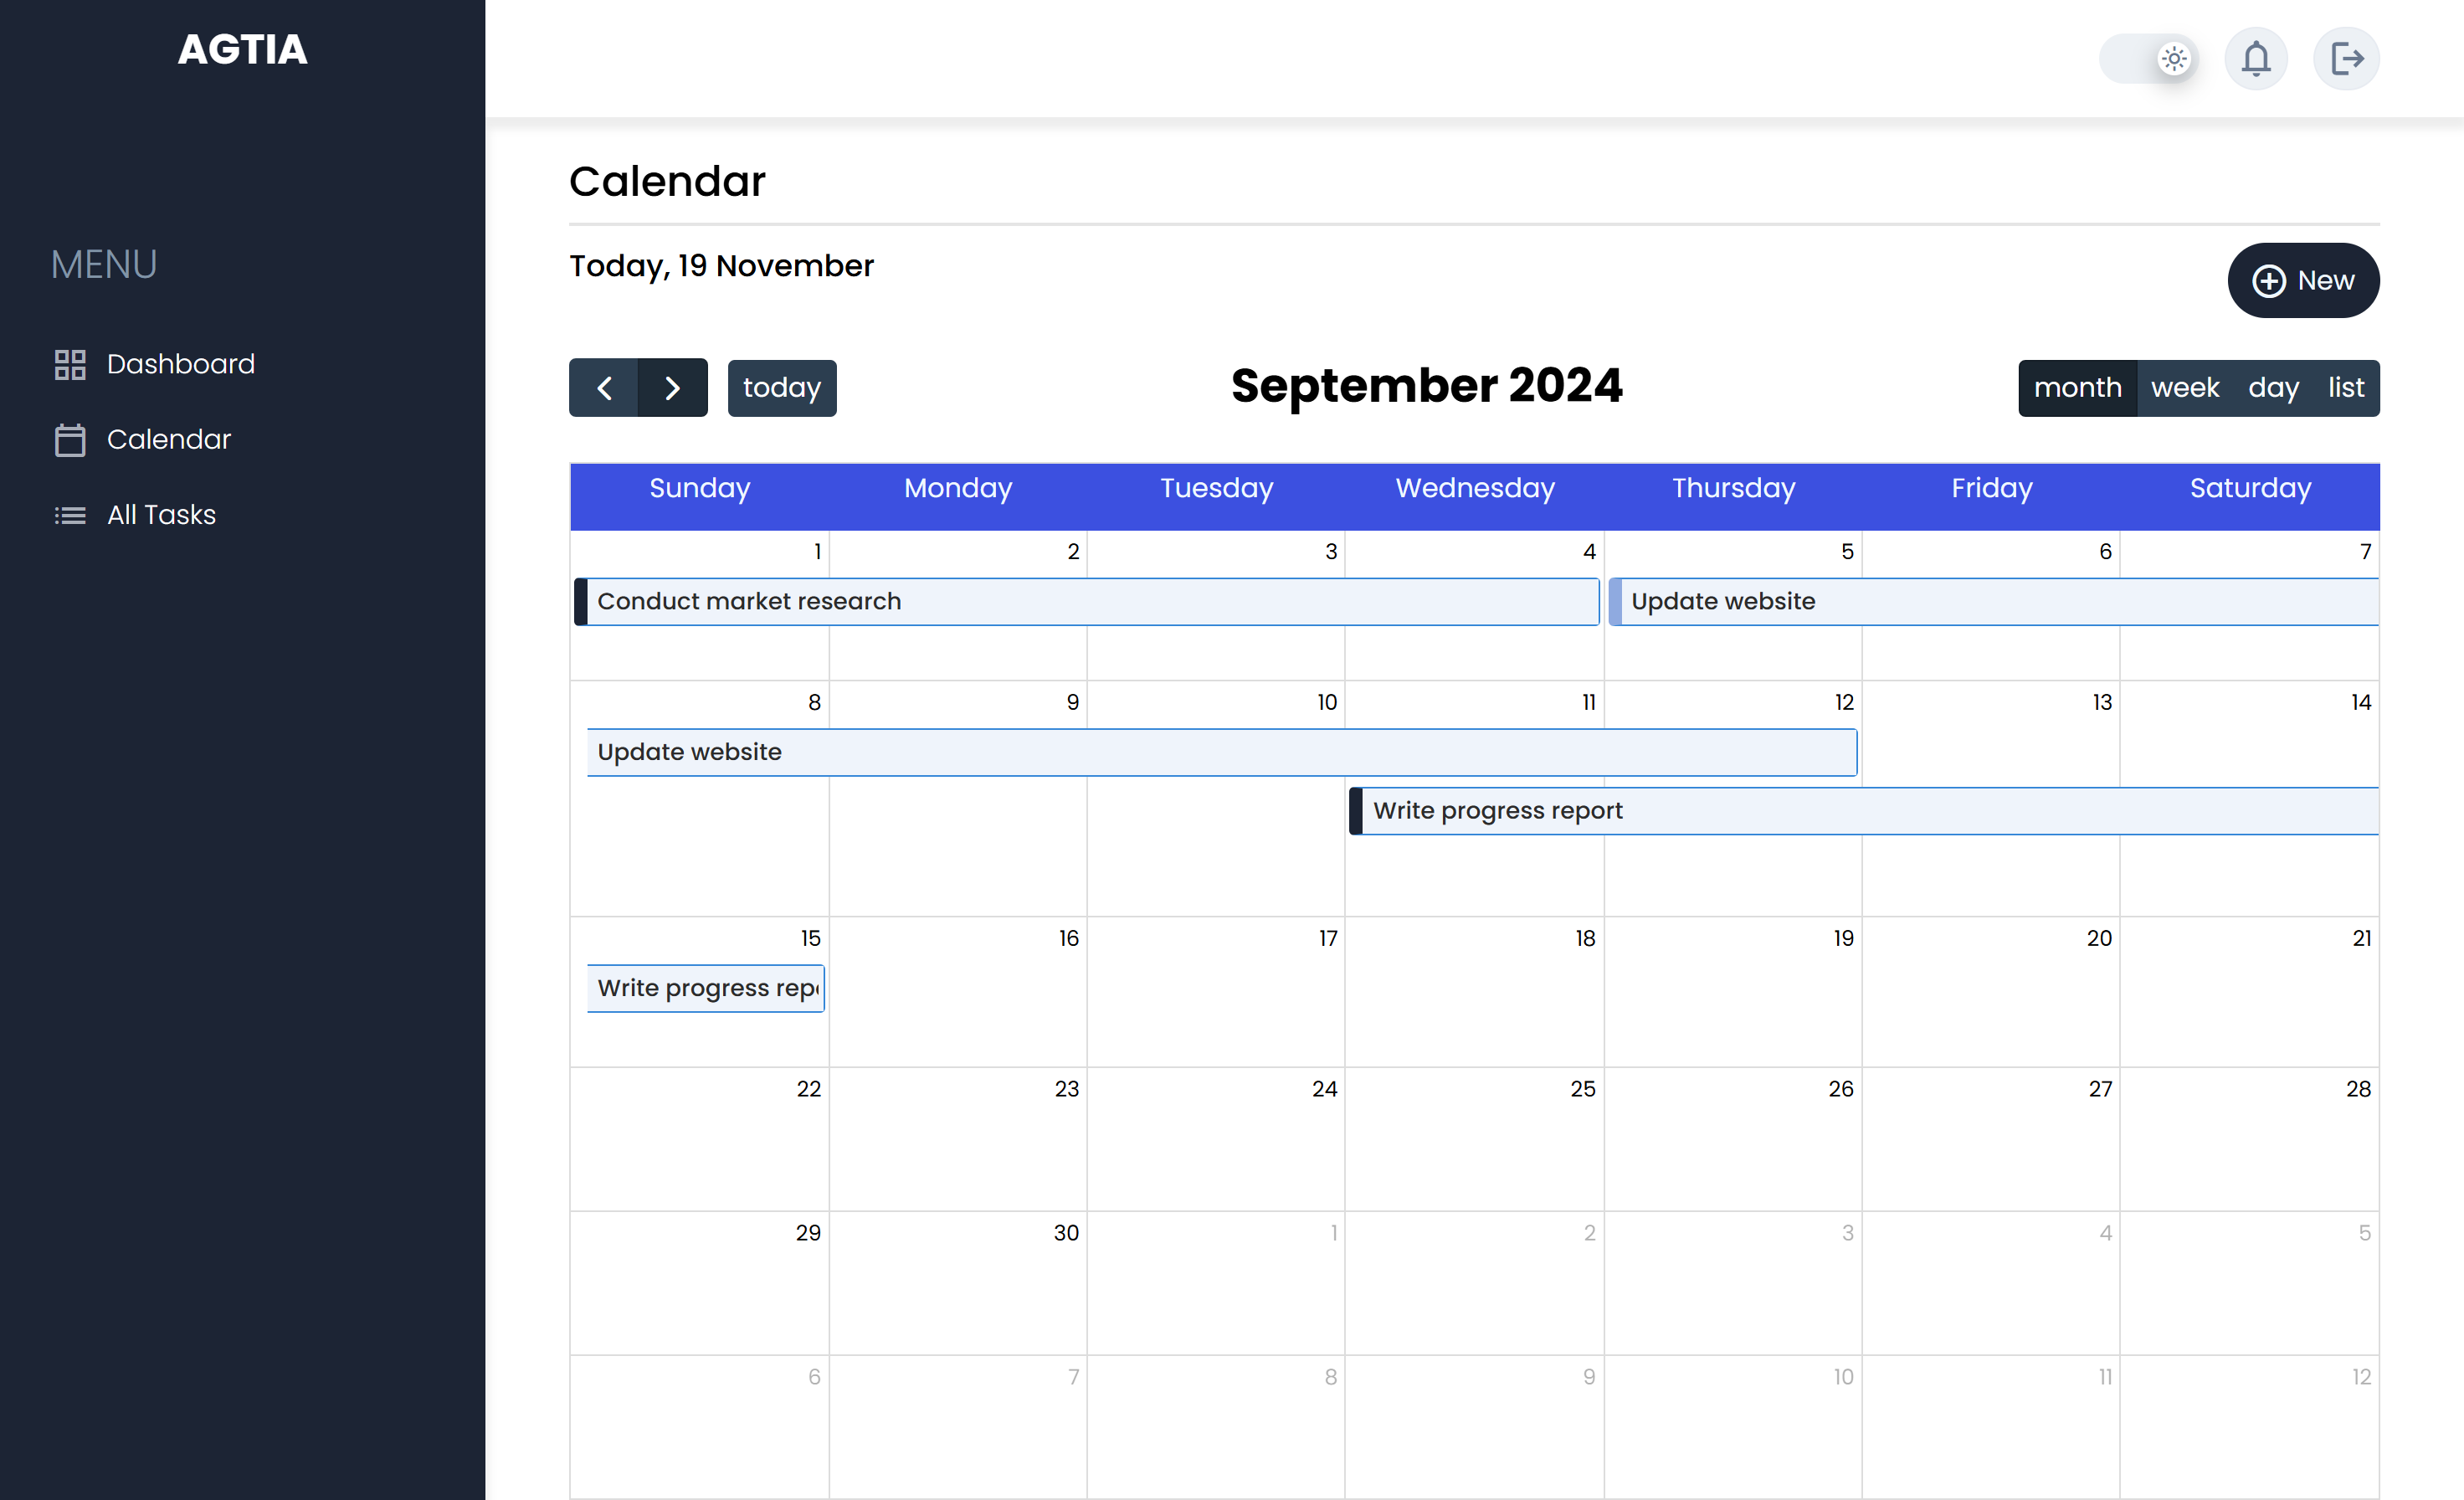 AGTIA
MENU
Dashboard
Calendar
All Tasks
Calendar
Today, 19 November
New
today
September 2024
month week day list
Sunday Monday Tuesday Wednesday Thursday Friday Saturday
1 2 3 4 5 6 7
Conduct market research Update website
8 9 10 11 12 13 14
Update website
Write progress report
15 16 17 18 19 20 21
Write progress rep
22 23 24 25 26 27 28
29 30 1 2 3 4 5
6 7 8 9 10 11 12